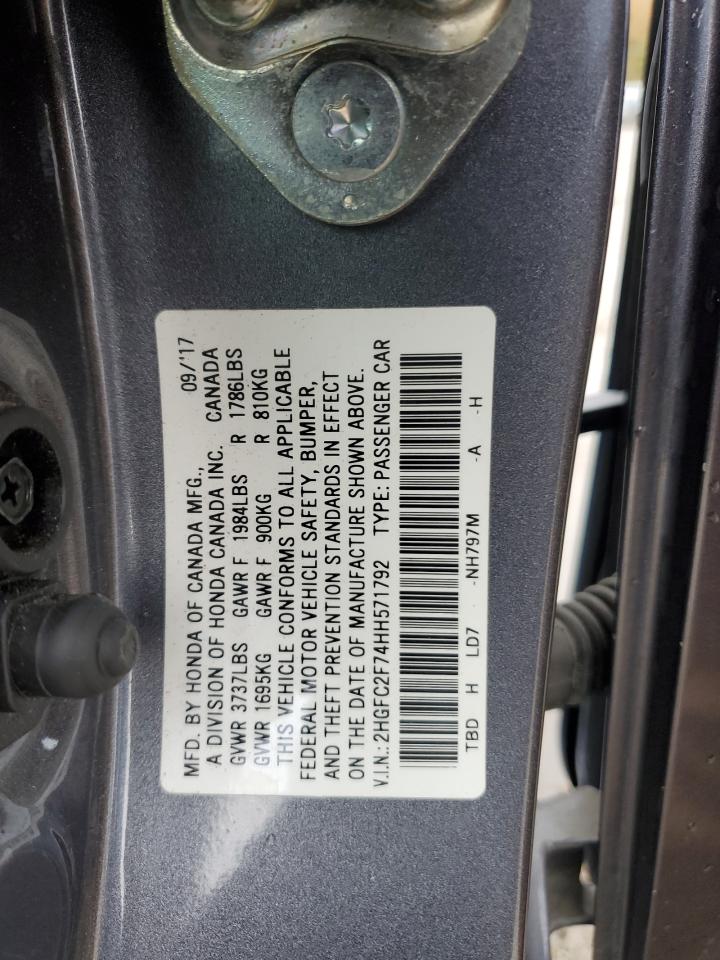 MFD. BY HONDA OF CANADA MFG., 09/'17
A DIVISION OF HONDA CANADA INC. CANADA
GVWR 3737LBS GAWR F 1984LBS R 1786LBS
GVWR 1695KG GAWR F 900KG R 810KG
THIS VEHICLE CONFORMS TO ALL APPLICABLE
FEDERAL MOTOR VEHICLE SAFETY, BUMPER,
AND THEFT PREVENTION STANDARDS IN EFFECT
ON THE DATE OF MANUFACTURE SHOWN ABOVE.
V.I.N.: 2HGFC2F74HH571792 TYPE: PASSENGER CAR
TBD H LD7 -NH797M -A -H